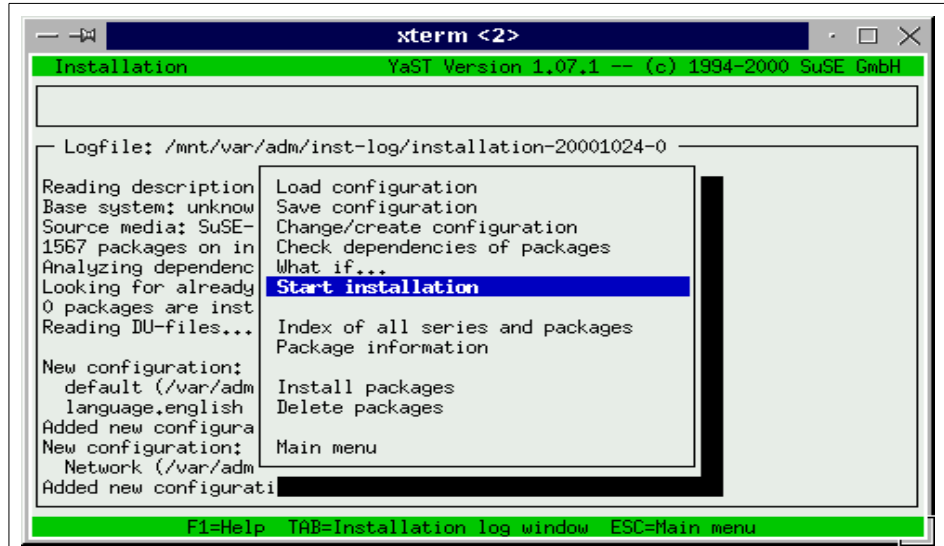 xterm <2>
Installation YaST Version 1.07.1 -- (c) 1994-2000 SuSE GmbH
Logfile: /mnt/var/adm/inst-log/installation-20001024-0
Reading description
Base system: unknow
Source media: SuSE-
1567 packages on in
Analyzing dependenc
Looking for already
0 packages are inst
Reading DU-files...
New configuration:
default (/var/adm
language.english
Added new configura
New configuration:
Network (/var/adm
Added new configurati
Load configuration
Save configuration
Change/create configuration
Check dependencies of packages
What if...
Start installation
Index of all series and packages
Package information
Install packages
Delete packages
Main menu
F1=Help TAB=Installation log window ESC=Main menu